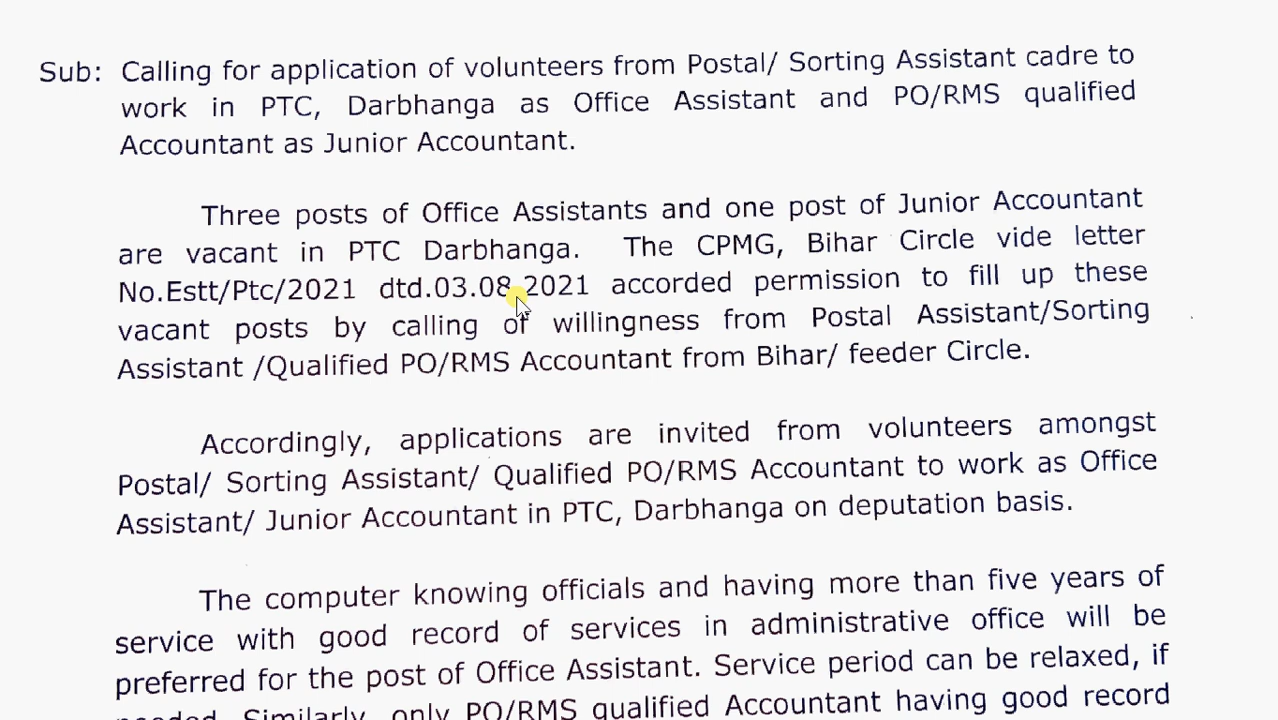 Sub: Calling for application of volunteers from Postal/ Sorting Assistant cadre to
work in PTC, Darbhanga as Office Assistant and PO/RMS qualified
Accountant as Junior Accountant.
Three posts of Office Assistants and one post of Junior Accountant
are vacant in PTC Darbhanga. The CPMG, Bihar Circle vide letter
No.Estt/Ptc/2021 dtd.03.08.2021 accorded permission to fill up these
vacant posts by calling of willingness from Postal Assistant/Sorting
Assistant /Qualified PO/RMS Accountant from Bihar/ feeder Circle.
Accordingly, applications are invited from volunteers amongst
Postal/ Sorting Assistant/ Qualified PO/RMS Accountant to work as Office
Assistant/ Junior Accountant in PTC, Darbhanga on deputation basis.
The computer knowing officials and having more than five years of
service with good record of services in administrative office will be
preferred for the post of Office Assistant. Service period can be relaxed, if
needed. Similarly, only PO/RMS qualified Accountant having good record